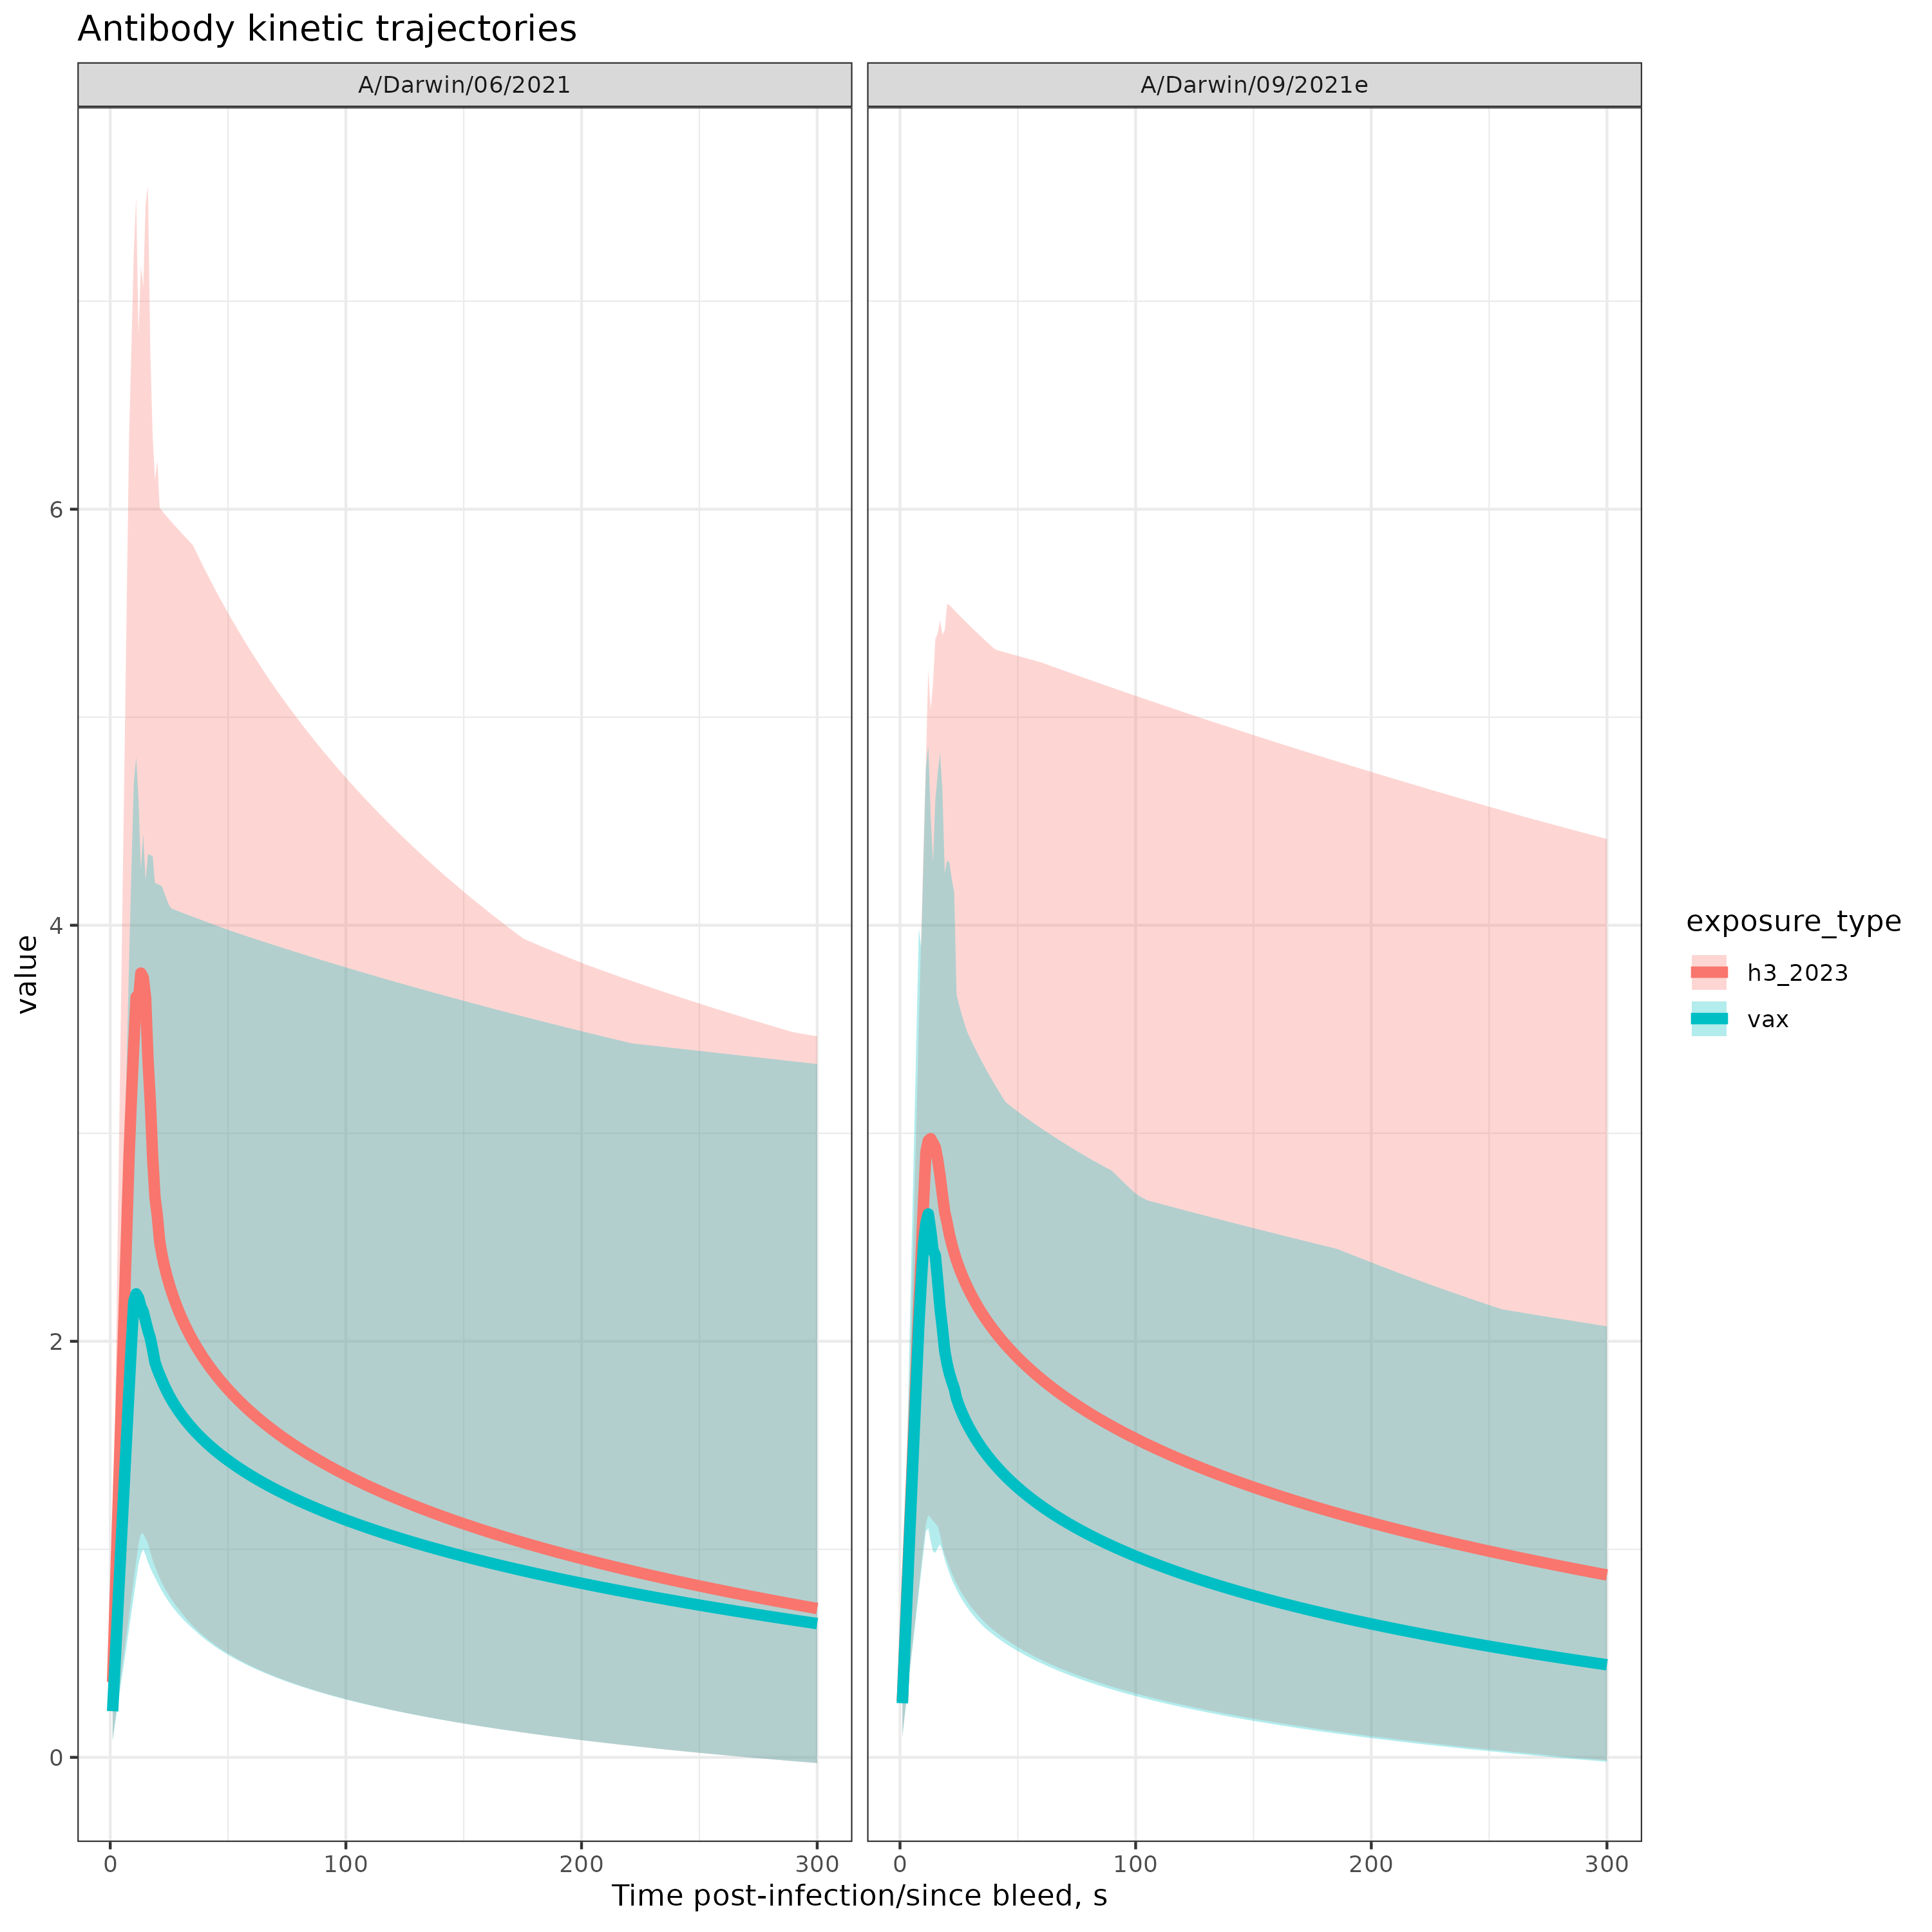 Antibody kinetic trajectories
A/Darwin/06/2021
A/Darwin/09/2021e
6
4
2
0
value
0
100
200
300
0
100
200
300
Time post-infection/since bleed, s
exposure_type
h3_2023
vax